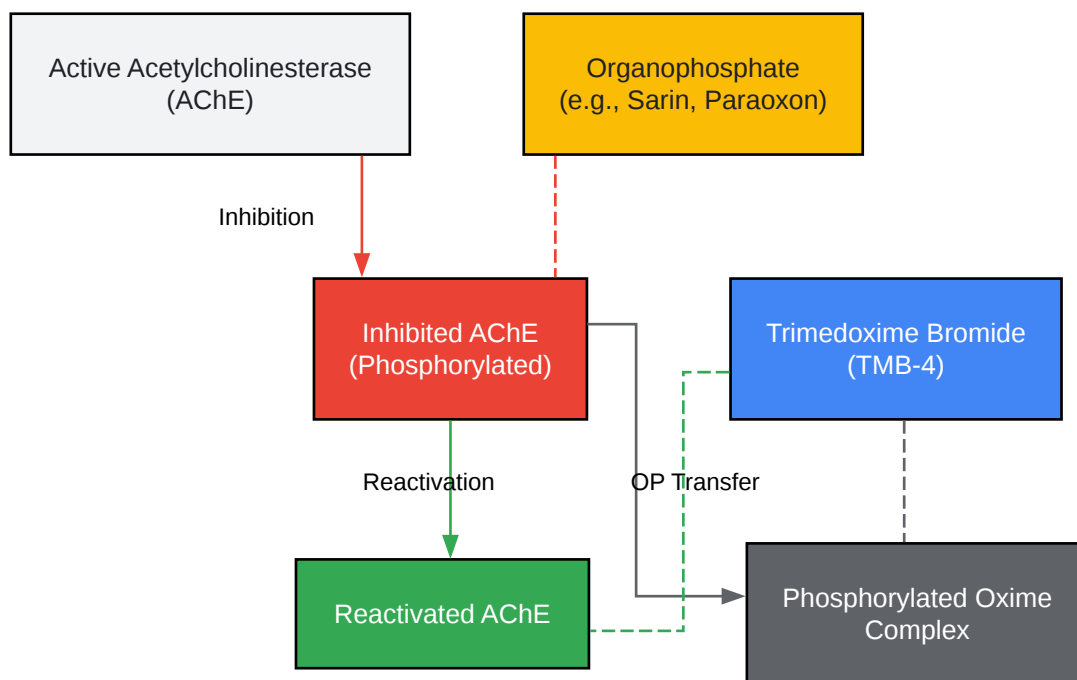 Active Acetylcholinesterase
(AChE)
Organophosphate
(e.g., Sarin, Paraoxon)
Inhibition
Inhibited AChE
(Phosphorylated)
Trimedoxime Bromide
(TMB-4)
Reactivation
OP Transfer
Reactivated AChE
Phosphorylated Oxime
Complex